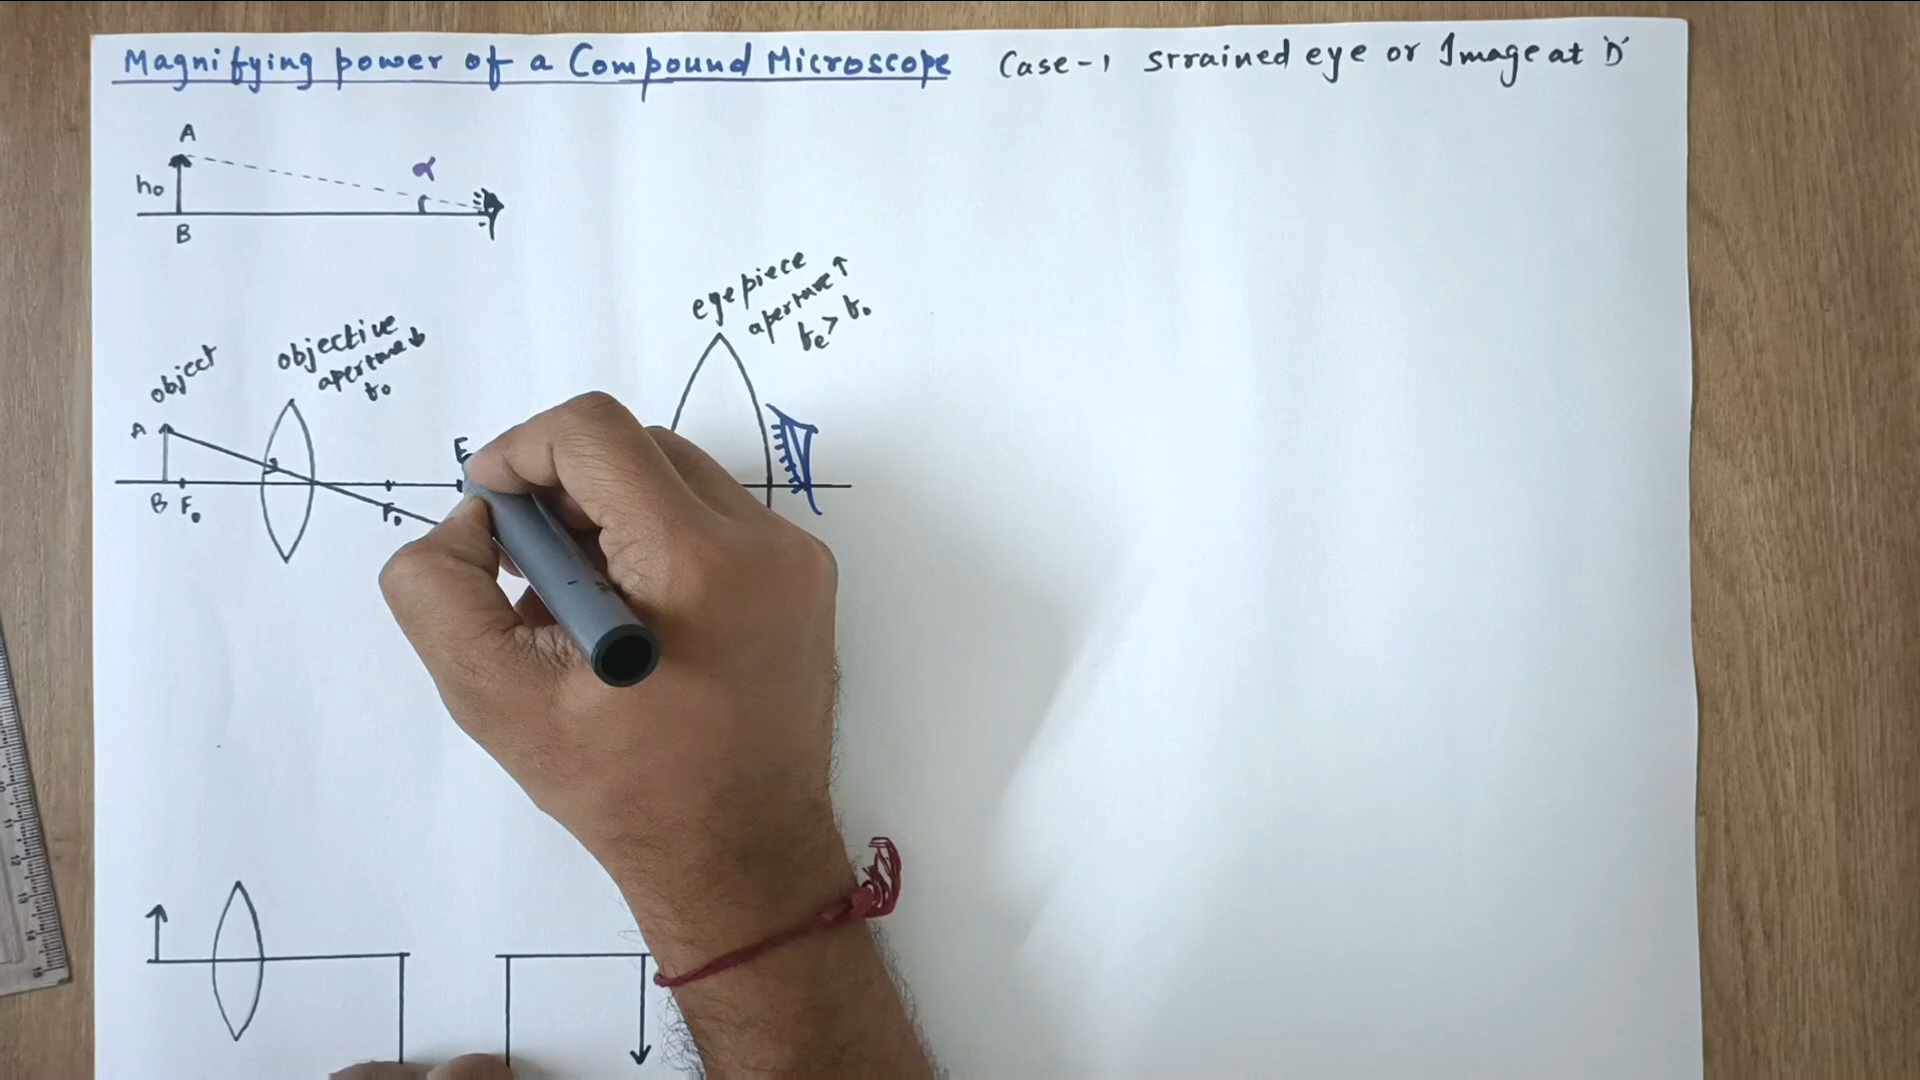 Magnifying power of a Compound Microscope Case-1 strained eye or Image at 'D'
A
α
h₀
B
eyepiece
aperture ↑
fe > f₀
objective
aperture ↓
f₀
object
A
E
B F₀
F₀